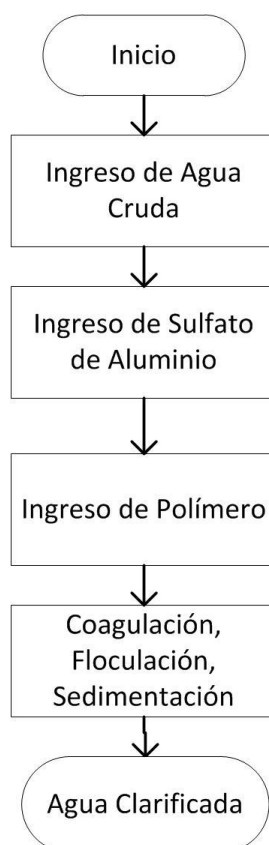 Inicio
Ingreso de Agua
Cruda
Ingreso de Sulfato
de Aluminio
Ingreso de Polímero
Coagulación,
Floculación,
Sedimentación
Agua Clarificada